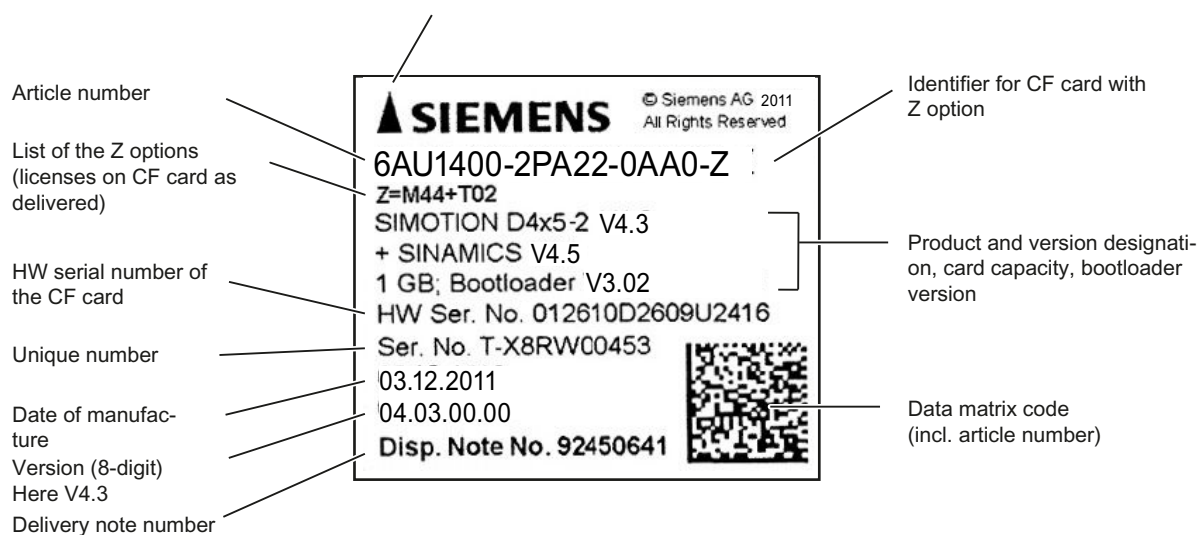 Article number
List of the Z options
(licenses on CF card as
delivered)
HW serial number of
the CF card
Unique number
Date of manufac-
ture
Version (8-digit)
Here V4.3
Delivery note number
SIEMENS
© Siemens AG 2011
All Rights Reserved
6AU1400-2PA22-0AA0-Z
Z=M44+T02
SIMOTION D4x5-2 V4.3
+ SINAMICS V4.5
1 GB; Bootloader V3.02
HW Ser. No. 012610D2609U2416
Ser. No. T-X8RW00453
03.12.2011
04.03.00.00
Disp. Note No. 92450641
Identifier for CF card with
Z option
Product and version designati-
on, card capacity, bootloader
version
Data matrix code
(incl. article number)